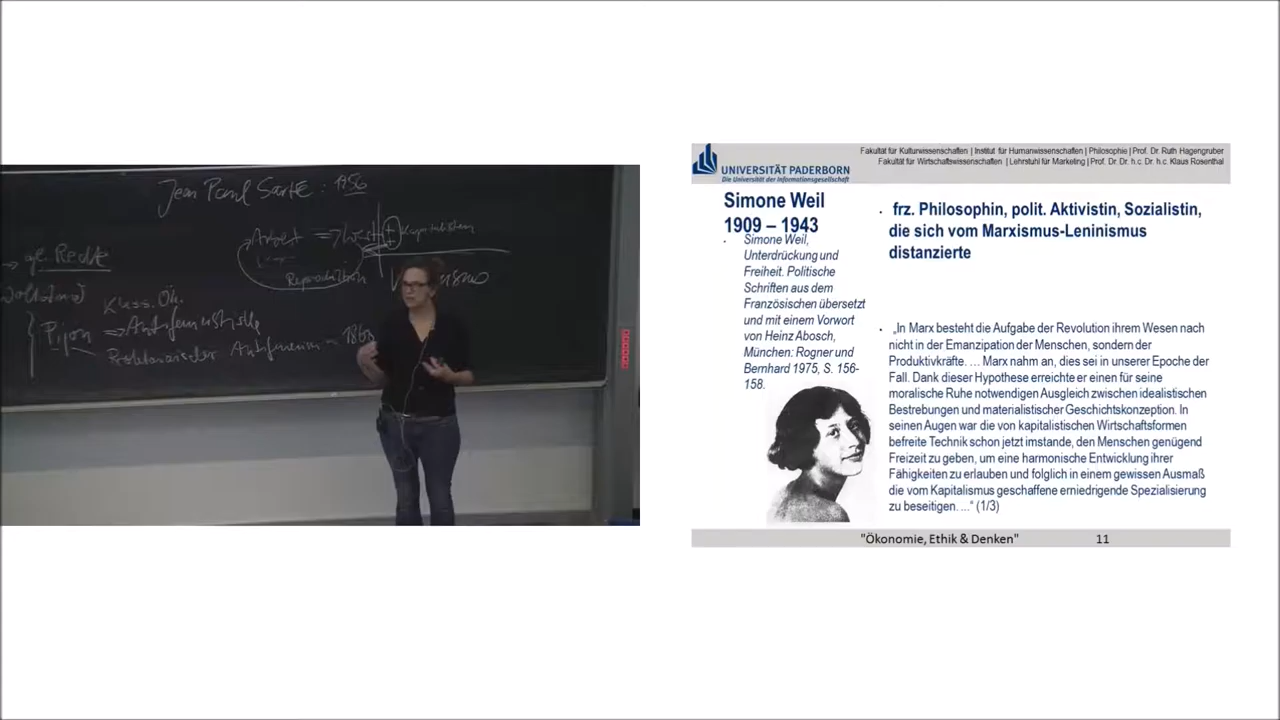 Jean Paul Sartre : 1956
Arbeit
Reproduktion
Klass. Ök.
Antifeministische
Proletarischer Antifeminism
UNIVERSITÄT PADERBORN
Die Universität der Informationsgesellschaft
Fakultät für Kulturwissenschaften | Institut für Humanwissenschaften | Philosophie | Prof. Dr. Ruth Hagengruber
Fakultät für Wirtschaftswissenschaften | Lehrstuhl für Marketing | Prof. Dr. Dr. h.c. Dr. h.c. Klaus Rosenthal
Simone Weil
1909 – 1943
Simone Weil,
Unterdrückung und
Freiheit. Politische
Schriften aus dem
Französischen übersetzt
und mit einem Vorwort
von Heinz Abosch,
München: Rogner und
Bernhard 1975, S. 156-
158.
frz. Philosophin, polit. Aktivistin, Sozialistin,
die sich vom Marxismus-Leninismus
distanzierte
„In Marx besteht die Aufgabe der Revolution ihrem Wesen nach
nicht in der Emanzipation der Menschen, sondern der
Produktivkräfte. ... Marx nahm an, dies sei in unserer Epoche der
Fall. Dank dieser Hypothese erreichte er einen für seine
moralische Ruhe notwendigen Ausgleich zwischen idealistischen
Bestrebungen und materialistischer Geschichtskonzeption. In
seinen Augen war die von kapitalistischen Wirtschaftsformen
befreite Technik schon jetzt imstande, den Menschen genügend
Freizeit zu geben, um eine harmonische Entwicklung ihrer
Fähigkeiten zu erlauben und folglich in einem gewissen Ausmaß
die vom Kapitalismus geschaffene erniedrigende Spezialisierung
zu beseitigen. ...“ (1/3)
"Ökonomie, Ethik & Denken" 11